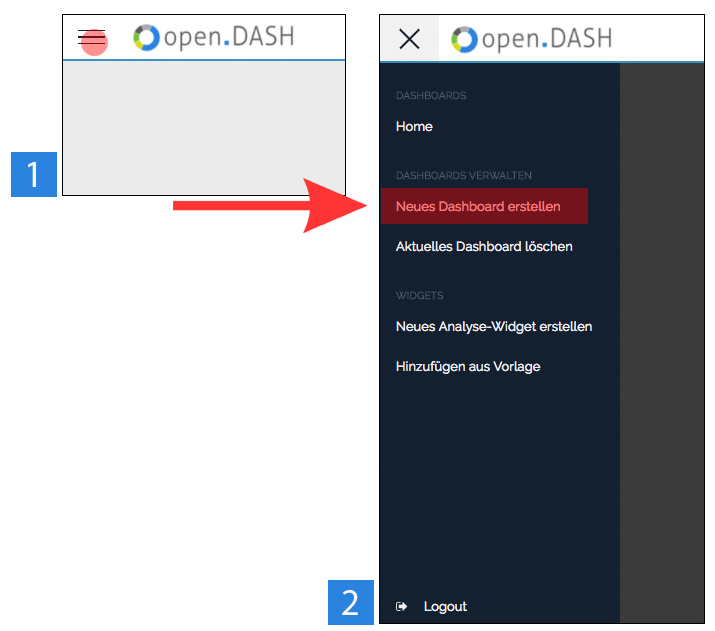 open.DASH
1
open.DASH
DASHBOARDS
Home
DASHBOARDS VERWALTEN
Neues Dashboard erstellen
Aktuelles Dashboard löschen
WIDGETS
Neues Analyse-Widget erstellen
Hinzufügen aus Vorlage
2
Logout